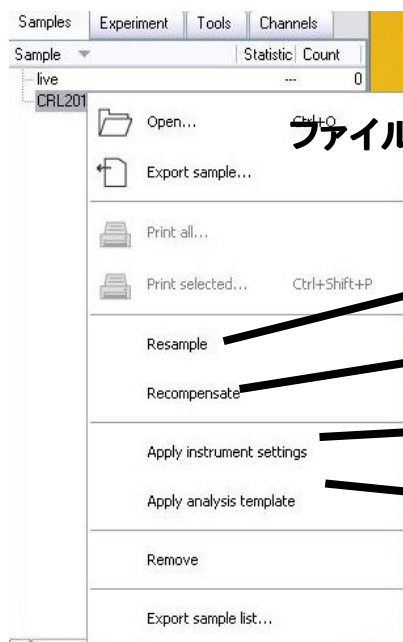 Samples Experiment Tools Channels
Sample Statistic Count
live --- 0
CRL201
Open... Ctrl+O
ファイル
Export sample...
Print all...
Print selected... Ctrl+Shift+P
Resample
Recompensate
Apply instrument settings
Apply analysis template
Remove
Export sample list...